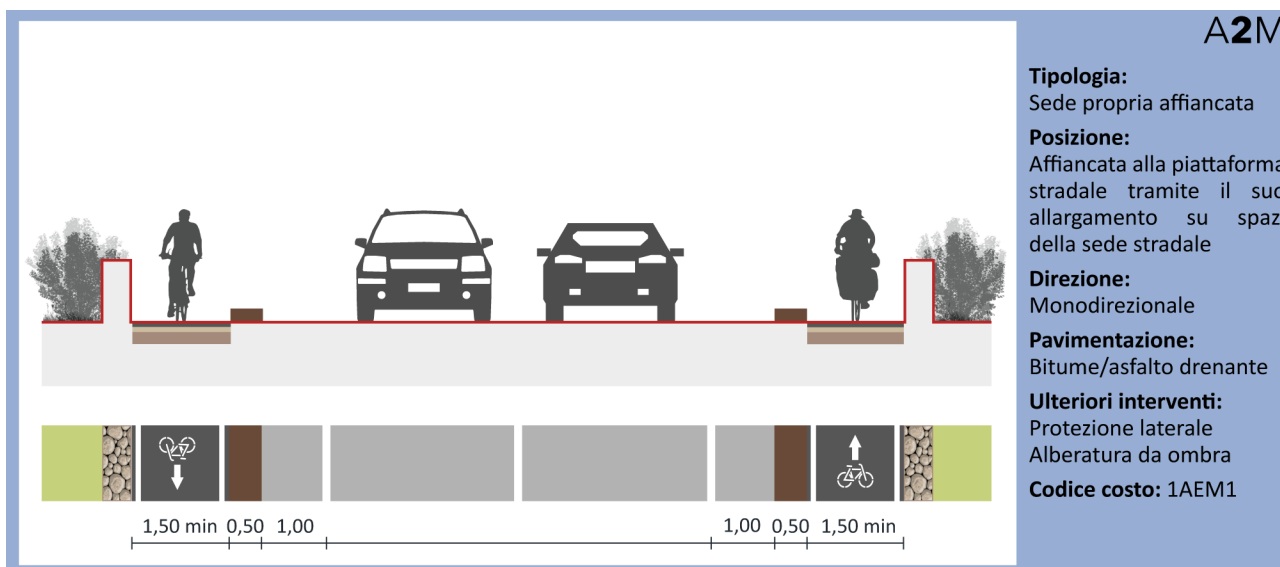 A2M
Tipologia:
Sede propria affiancata
Posizione:
Affiancata alla piattaforma
stradale tramite il
allargamento su
della sede stradale
Direzione:
Monodirezionale
Pavimentazione:
Bitume/asfalto drenante
Ulteriori interventi:
Protezione laterale
Alberatura da ombra
Codice costo: 1AEM1
1,50 min 0,50 1,00 1,00 0,50 1,50 min